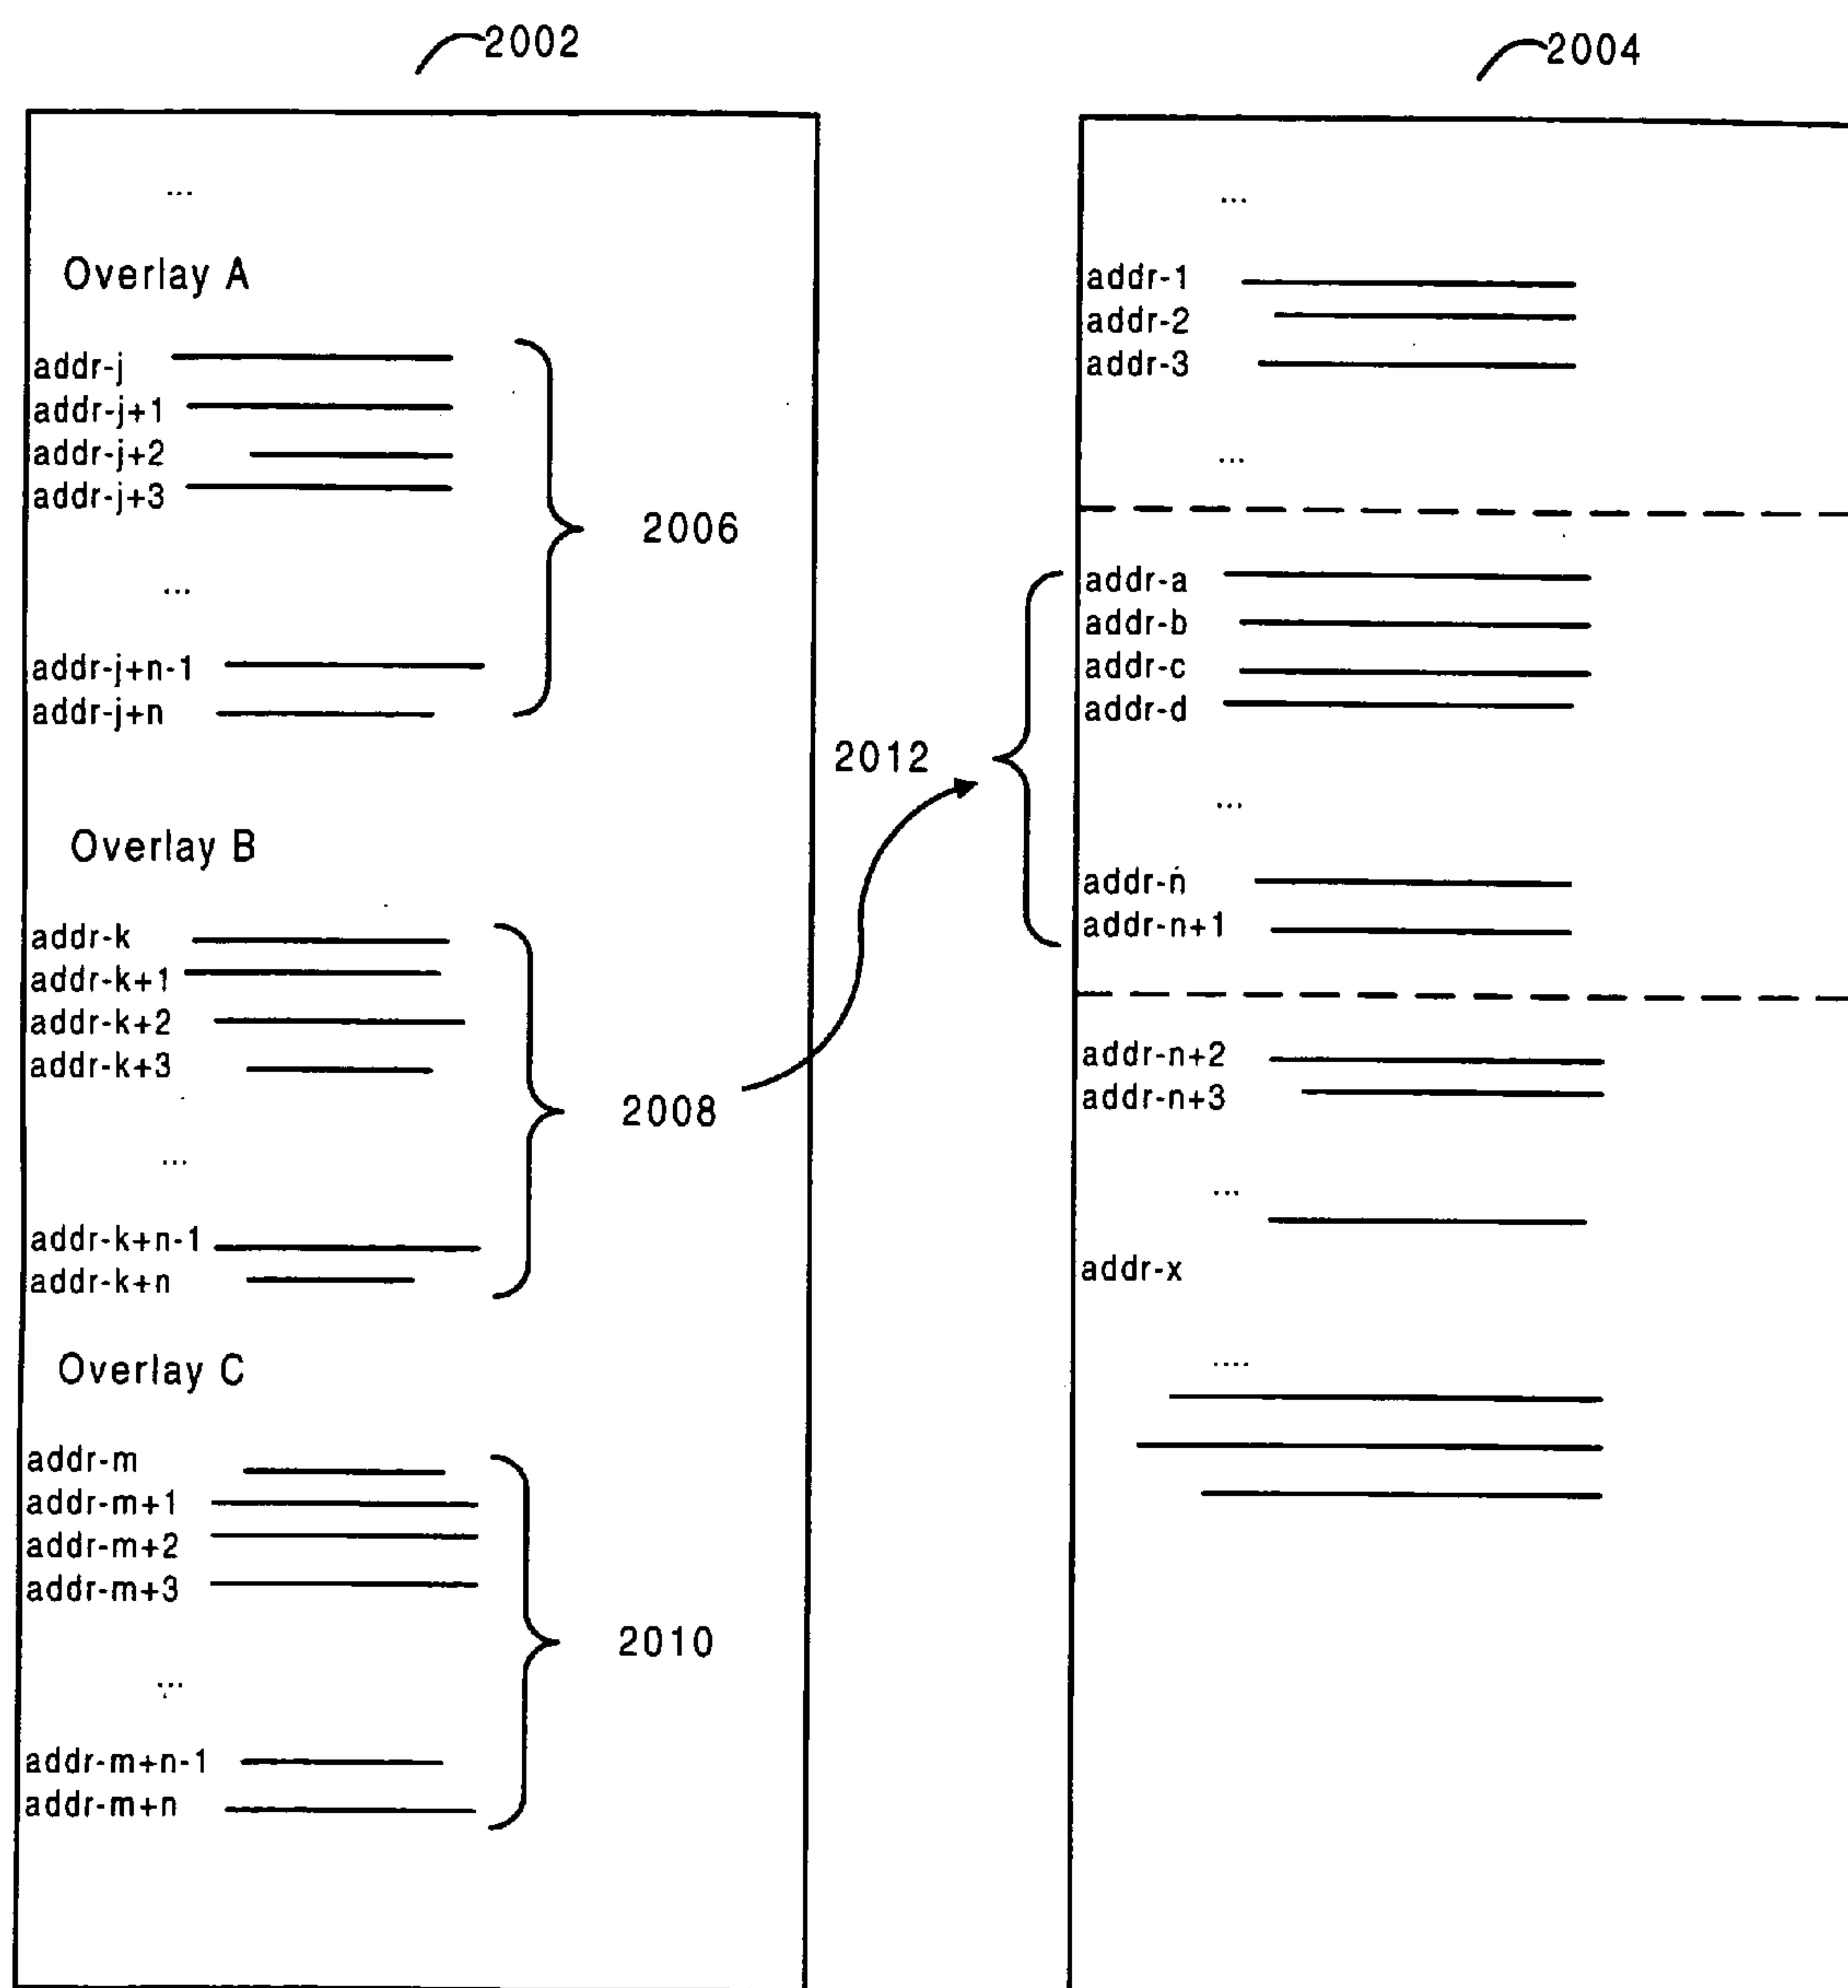 2002
...
Overlay A
addr-j
addr-j+1
addr-j+2
addr-j+3
2006
...
addr-j+n-1
addr-j+n
Overlay B
addr-k
addr-k+1
addr-k+2
addr-k+3
2008
...
addr-k+n-1
addr-k+n
Overlay C
addr-m
addr-m+1
addr-m+2
addr-m+3
2010
...
addr-m+n-1
addr-m+n
2004
...
addr-1
addr-2
addr-3
...
2012
addr-a
addr-b
addr-c
addr-d
...
addr-n
addr-n+1
addr-n+2
addr-n+3
...
addr-x
....